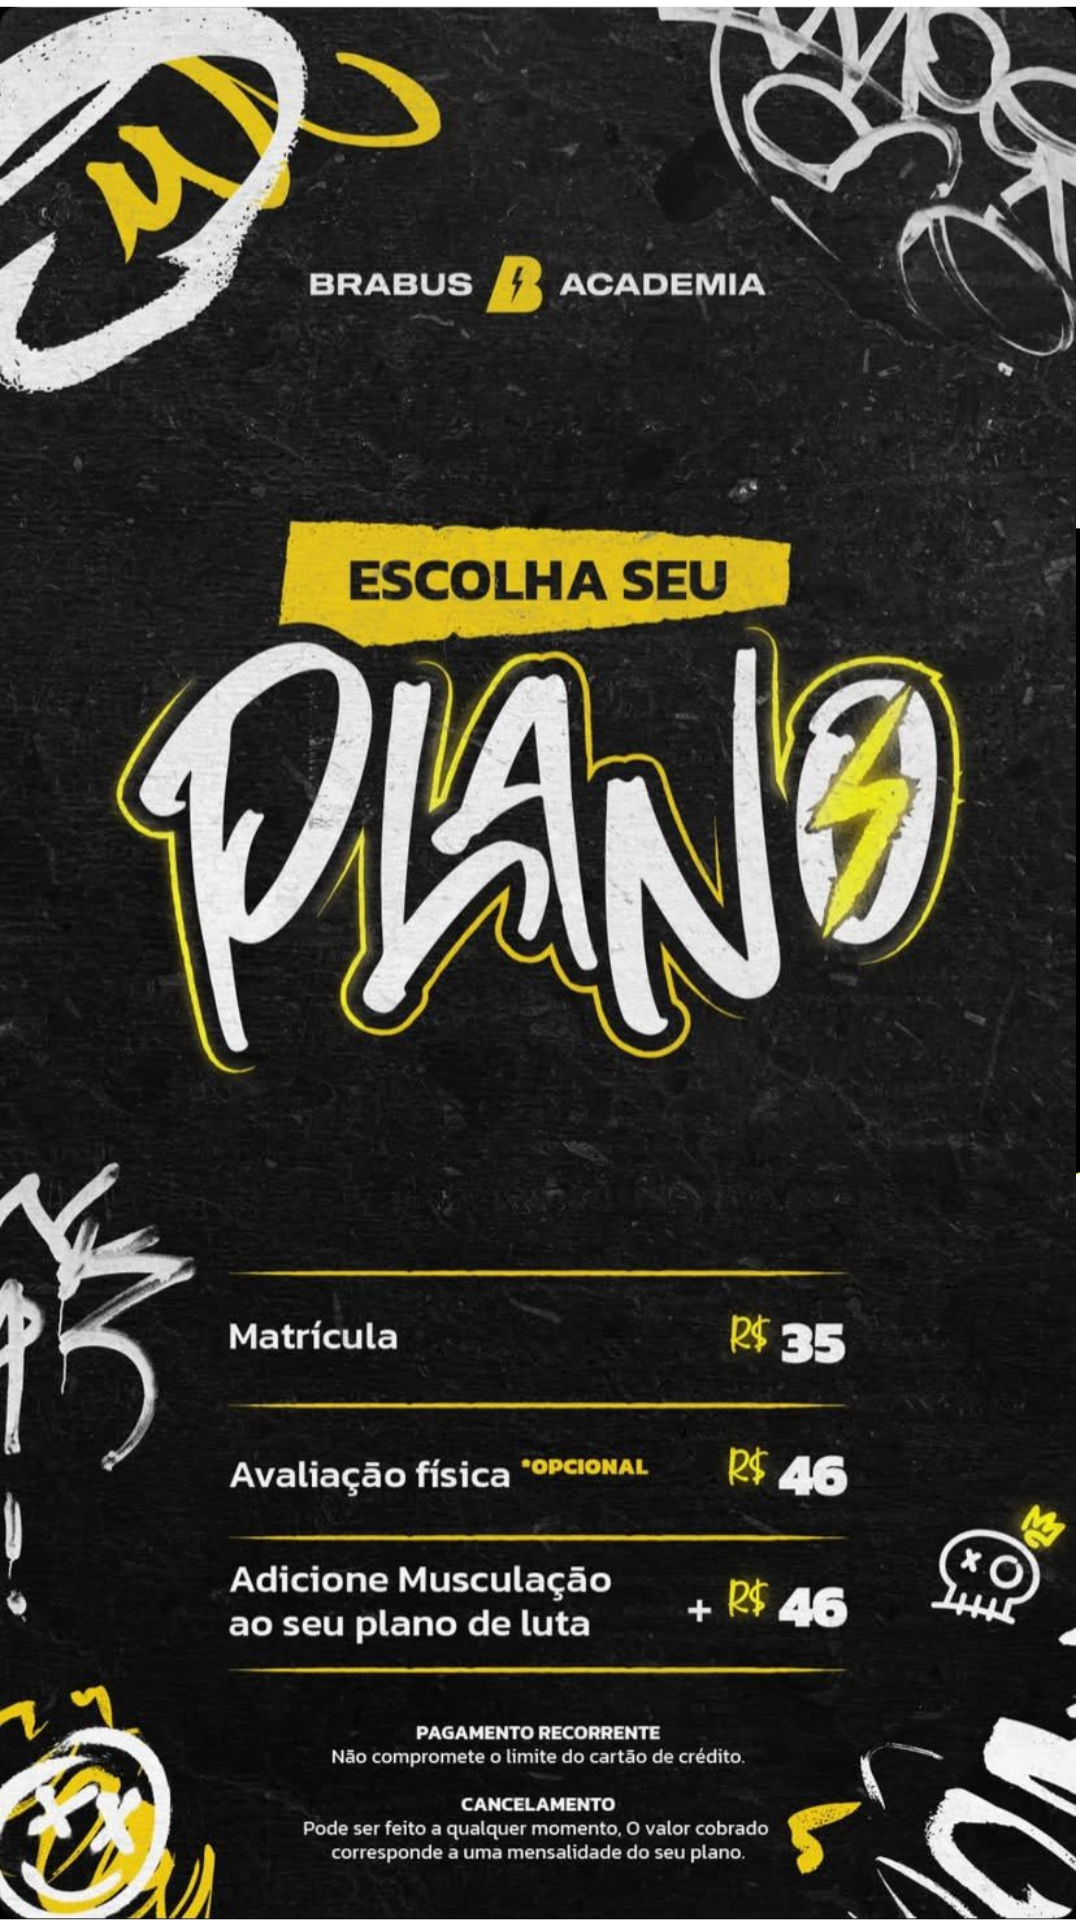 BRABUS B ACADEMIA
ESCOLHA SEU
PLANO
Matrícula R$ 35
Avaliação física *OPCIONAL R$ 46
Adicione Musculação
ao seu plano de luta + R$ 46
PAGAMENTO RECORRENTE
Não compromete o limite do cartão de crédito.
CANCELAMENTO
Pode ser feito a qualquer momento, O valor cobrado
corresponde a uma mensalidade do seu plano.